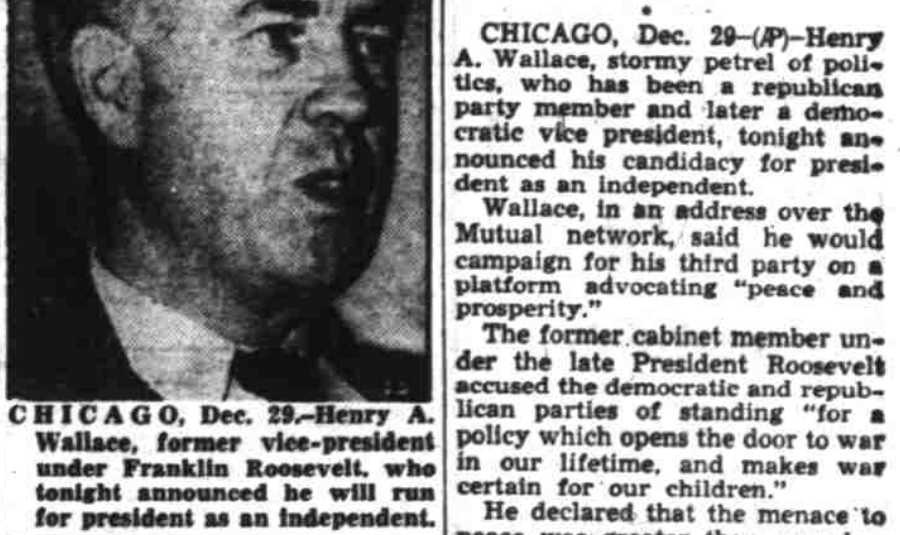 CHICAGO, Dec. 29.-Henry A.
Wallace, former vice-president
under Franklin Roosevelt. who
tonight announced he will run
for president as an independent.
CHICAGO, Dec. 29-(AP)-Henry
A. Wallace, stormy petrel of poli-
tics, who has been a republican
party member and later a demo-
cratic vice president, tonight an-
nounced his candidacy for presi-
dent as an independent.
Wallace, in an address over the
Mutual network, said he would
campaign for his third party on a
platform advocating "peace and
prosperity."
The former cabinet member un-
der the late President Roosevelt
accused the democratic and repub-
lican parties of standing "for a
policy which opens the door to war
in our lifetime, and makes war
certain for our children."
He declared that the menace to